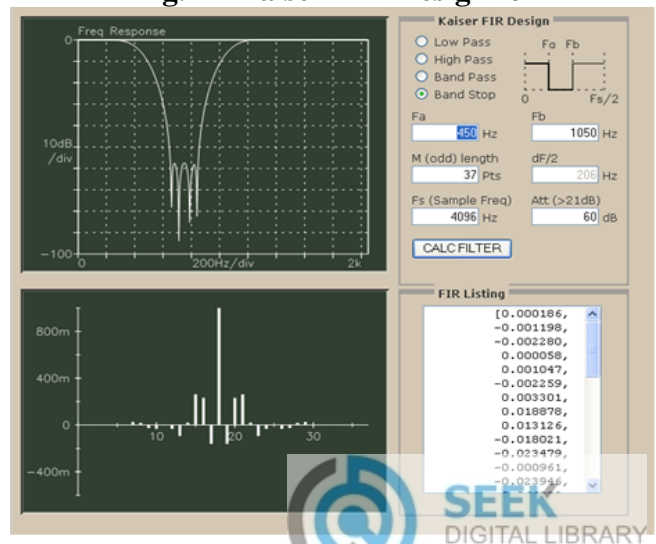 Freq Response
0
10dB
/div
-100
0
200Hz/div
2k
Kaiser FIR Design
Low Pass
High Pass
Band Pass
Band Stop
Fa Fb
0
Fs/2
Fa
Fb
450 Hz
1050 Hz
M (odd) length
dF/2
37 Pts
206 Hz
Fs (Sample Freq)
Att (>21dB)
4096 Hz
60 dB
CALC FILTER
800m
400m
0
-400m
10
20
30
FIR Listing
[0.000186,
-0.001198,
-0.002280,
0.000058,
0.001047,
-0.002259,
0.003301,
0.018878,
0.013126,
-0.018021,
-0.023479,
-0.000961,
-0.023946,
SEEK
DIGITAL LIBRARY